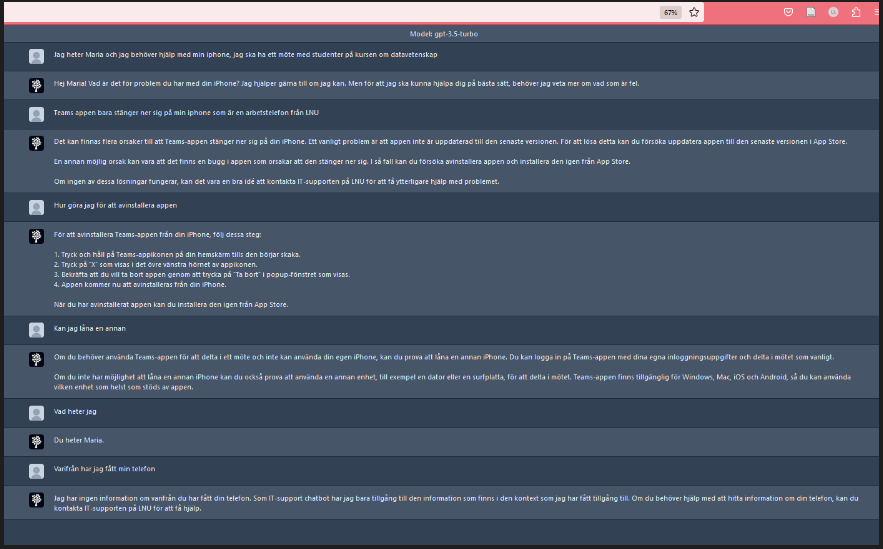 67%
Model: gpt-3.5-turbo
Jag heter Maria och jag behöver hjälp med min iphone, jag ska ha ett möte med studenter på kursen om datavetenskap
Hej Maria! Vad är det för problem du har med din iPhone? Jag hjälper gärna till om jag kan. Men för att jag ska kunna hjälpa dig på bästa sätt, behöver jag veta mer om vad som är fel.
Teams appen bara stänger ner sig på min iphone som är en arbetstelefon från LNU
Det kan finnas flera orsaker till att Teams-appen stänger ner sig på din iPhone. Ett vanligt problem är att appen inte är uppdaterad till den senaste versionen. För att lösa detta kan du försöka uppdatera appen till den senaste versionen i App Store.
En annan möjlig orsak kan vara att det finns en bugg i appen som orsakar att den stänger ner sig. I så fall kan du försöka avinstallera appen och installera den igen från App Store.
Om ingen av dessa lösningar fungerar, kan det vara en bra idé att kontakta IT-supporten på LNU för att få ytterligare hjälp med problemet.
Hur göra jag för att avinstallera appen
För att avinstallera Teams-appen från din iPhone, följ dessa steg:
1. Tryck och håll på Teams-appikonen på din hemskärm tills den börjar skaka.
2. Tryck på "X" som visas i det övre vänstra hörnet av appikonen.
3. Bekräfta att du vill ta bort appen genom att trycka på "Ta bort" i popup-fönstret som visas.
4. Appen kommer nu att avinstalleras från din iPhone.
När du har avinstallerat appen kan du installera den igen från App Store.
Kan jag låna en annan
Om du behöver använda Teams-appen för att delta i ett möte och inte kan använda din egen iPhone, kan du prova att låna en annan iPhone. Du kan logga in på Teams-appen med dina egna inloggningsuppgifter och delta i mötet som vanligt.
Om du inte har möjlighet att låna en annan iPhone kan du också prova att använda en annan enhet, till exempel en dator eller en surfplatta, för att delta i mötet. Teams-appen finns tillgänglig för Windows, Mac, iOS och Android, så du kan använda
vilken enhet som helst som stöds av appen.
Vad heter jag
Du heter Maria.
Varifrån har jag fått min telefon
Jag har ingen information om varifrån du har fått din telefon. Som IT-support chatbot har jag bara tillgång till den information som finns i den kontext som jag har fått tillgång till. Om du behöver hjälp med att hitta information om din telefon, kan du
kontakta IT-supporten på LNU för att få hjälp.